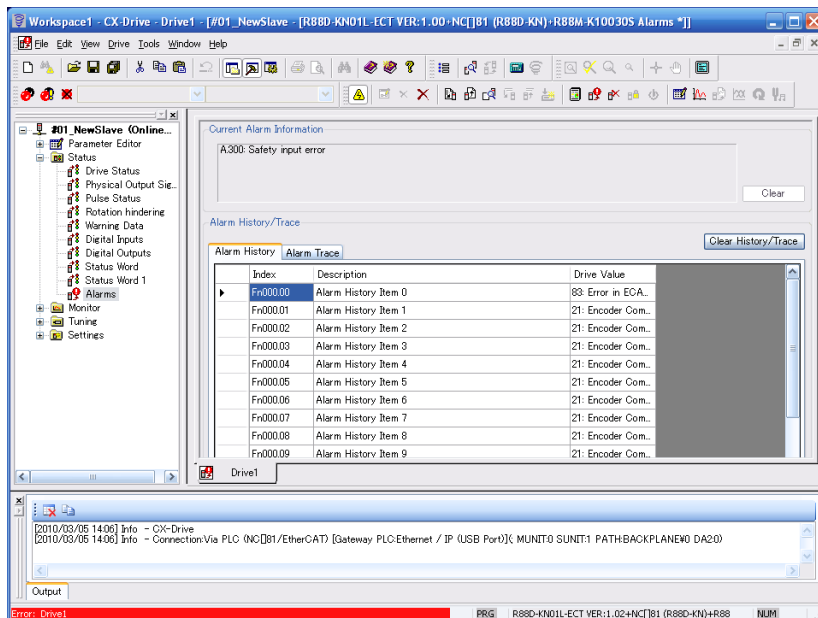 Workspace1 - CX-Drive - Drive1 - [#01_NewSlave - [R88D-KN01L-ECT VER:1.00+NC[]81 (R88D-KN)+R88M-K10030S Alarms *]]
File Edit View Drive Tools Window Help
#01_NewSlave (Online...
Parameter Editor
Status
Drive Status
Physical Output Sig...
Pulse Status
Rotation hindering
Warning Data
Digital Inputs
Digital Outputs
Status Word
Status Word 1
Alarms
Monitor
Tuning
Settings
Current Alarm Information
A.300: Safety input error
Clear
Alarm History/Trace
Clear History/Trace
Alarm History Alarm Trace
Index Description Drive Value
Fn000.00 Alarm History Item 0 83: Error in ECA...
Fn000.01 Alarm History Item 1 21: Encoder Com...
Fn000.02 Alarm History Item 2 21: Encoder Com...
Fn000.03 Alarm History Item 3 21: Encoder Com...
Fn000.04 Alarm History Item 4 21: Encoder Com...
Fn000.05 Alarm History Item 5 21: Encoder Com...
Fn000.06 Alarm History Item 6 21: Encoder Com...
Fn000.07 Alarm History Item 7 21: Encoder Com...
Fn000.08 Alarm History Item 8 21: Encoder Com...
Fn000.09 Alarm History Item 9 21: Encoder Com...
Drive1
[2010/03/05 14:06] Info - CX-Drive
[2010/03/05 14:06] Info - Connection:Via PLC (NC[]81/EtherCAT) [Gateway PLC:Ethernet / IP (USB Port)]( MUNIT:0 SUNIT:1 PATH:BACKPLANE¥0 DA2:0)
Output
Error: Drive1
PRG R88D-KN01L-ECT VER:1.02+NC[]81 (R88D-KN)+R88 NUM